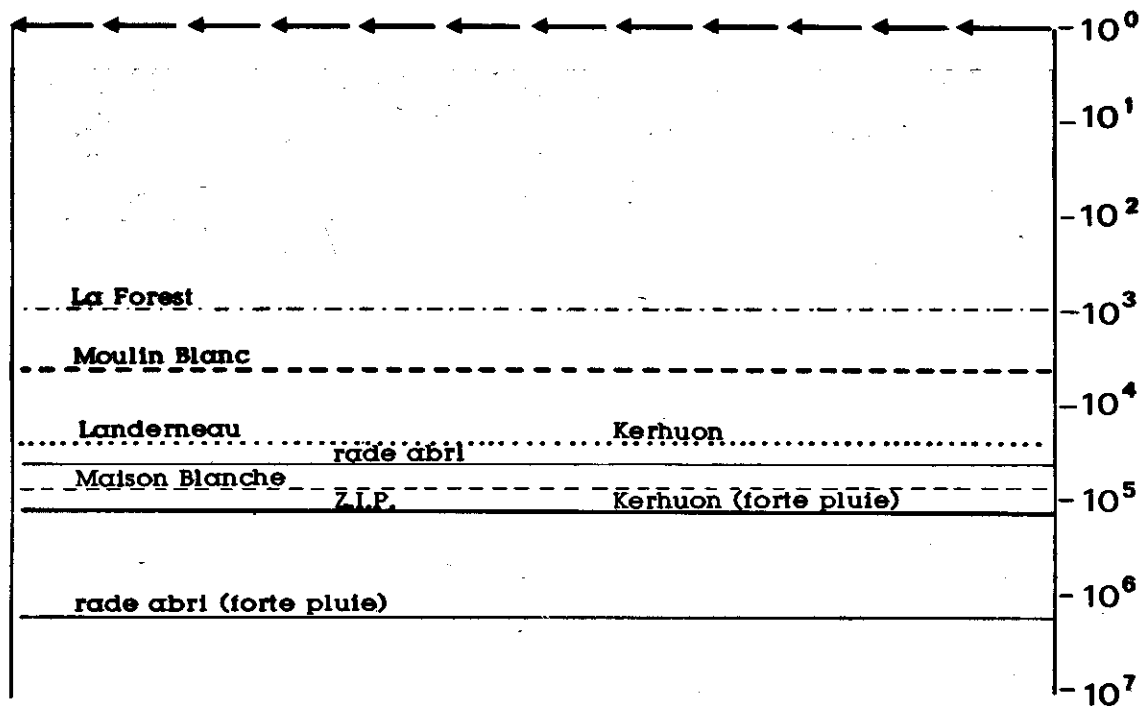 -10⁰
-10¹
-10²
La Forest
-10³
Moulin Blanc
-10⁴
Landerneau Kerhuon
rade abri
Maison Blanche
-10⁵
Z.I.P. Kerhuon (forte pluie)
rade abri (forte pluie)
-10⁶
-10⁷